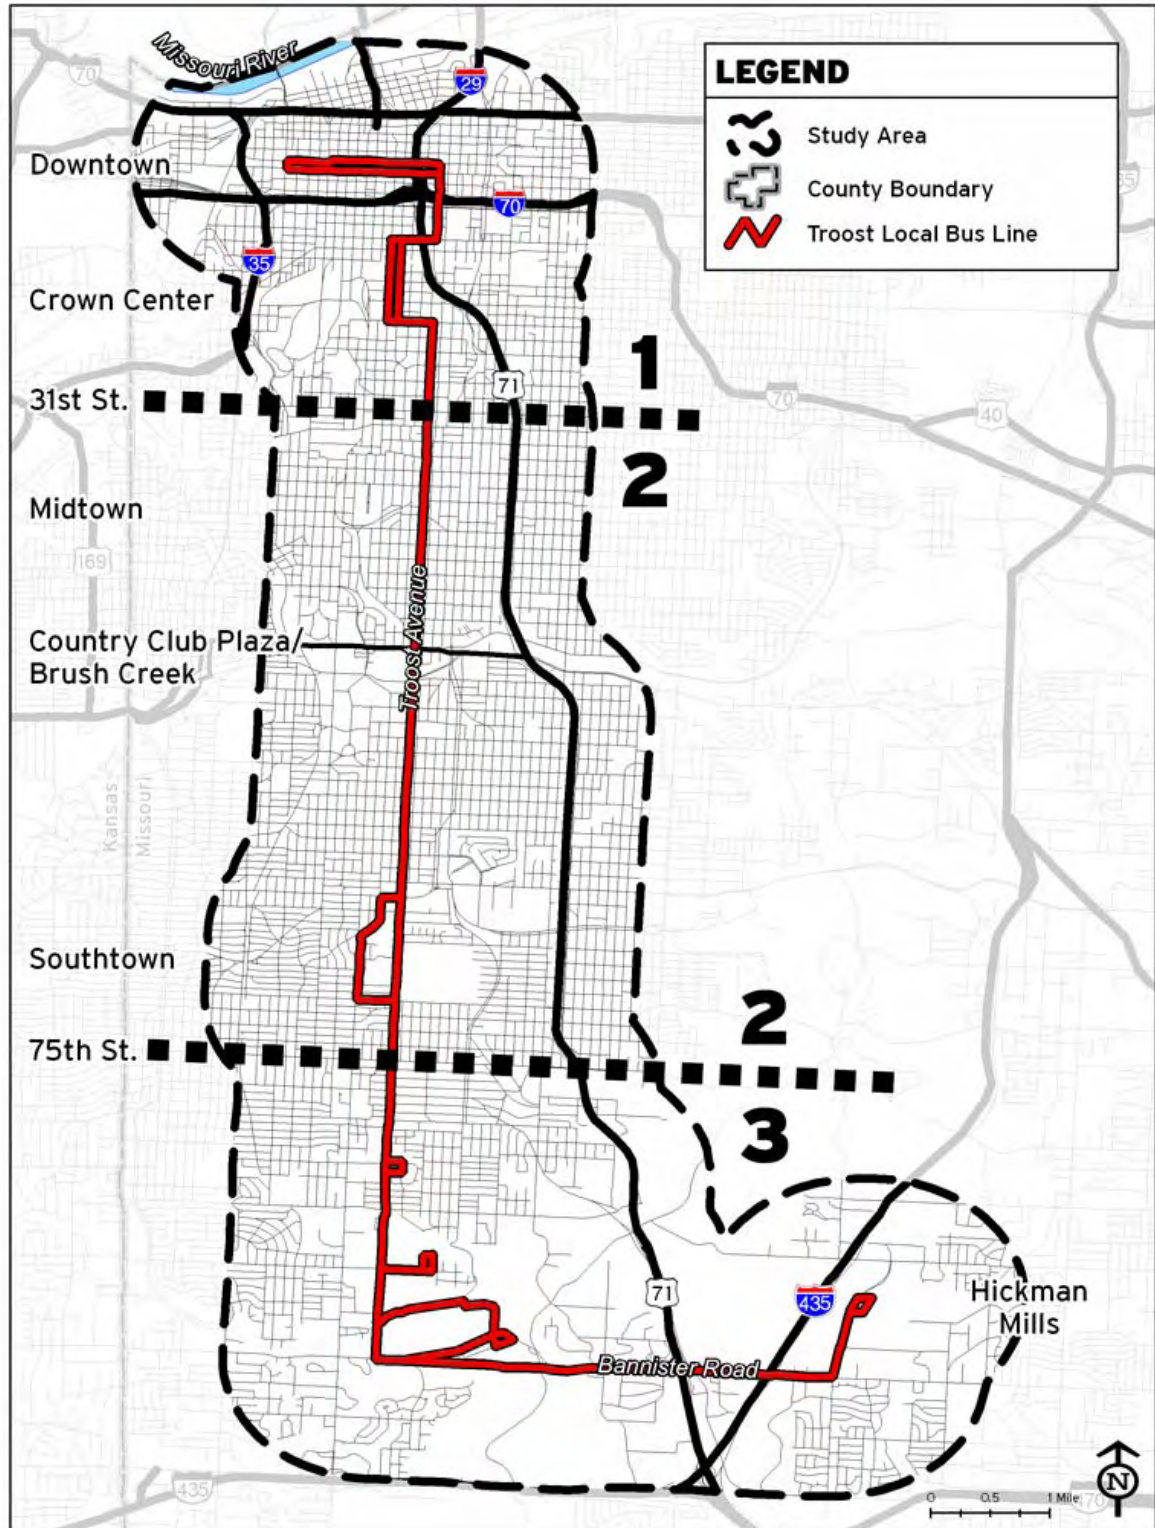 Missouri River
70
29
LEGEND
Study Area
County Boundary
Troost Local Bus Line
Downtown
70
35
Crown Center
1
71
31st St.
70
40
2
Midtown
169
Troost Avenue
Country Club Plaza/
Brush Creek
Kansas
Missouri
Southtown
2
75th St.
3
71
435
Hickman
Mills
Bannister Road
N
435
0 0.5 1 Mile
470